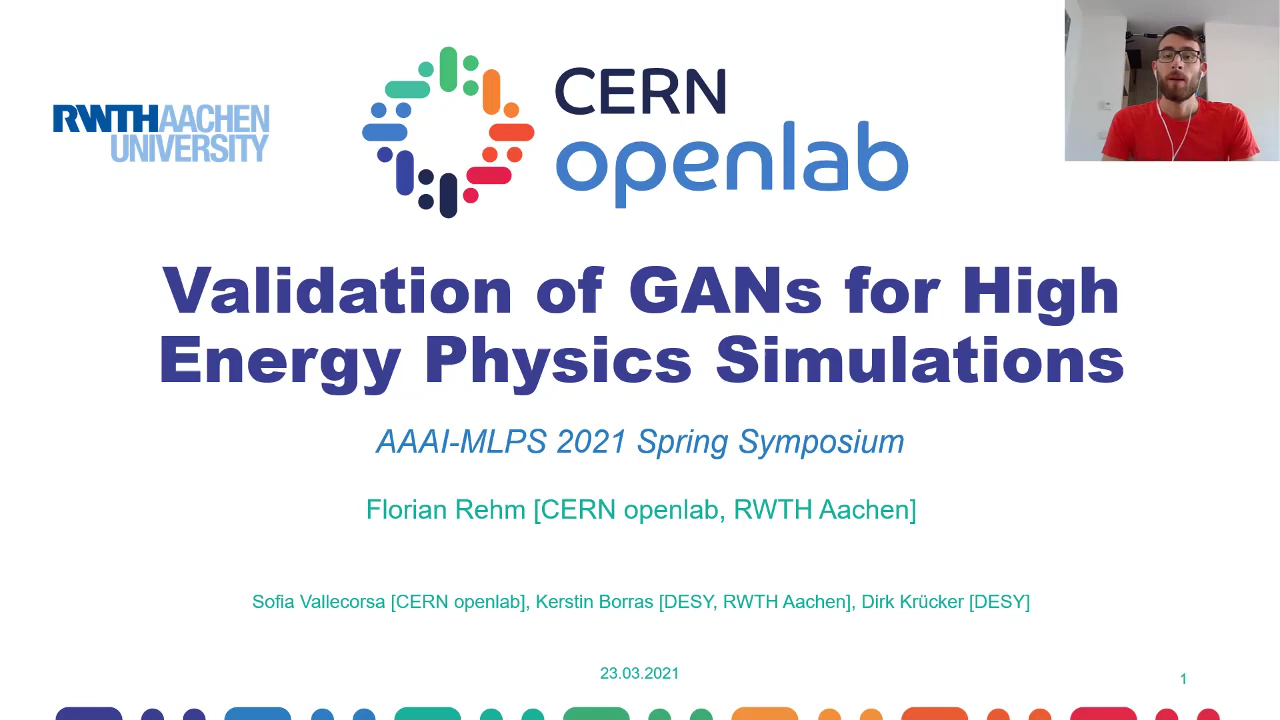 RWTHAACHEN
UNIVERSITY
CERN
openlab
Validation of GANs for High
Energy Physics Simulations
AAAI-MLPS 2021 Spring Symposium
Florian Rehm [CERN openlab, RWTH Aachen]
Sofia Vallecorsa [CERN openlab], Kerstin Borras [DESY, RWTH Aachen], Dirk Krücker [DESY]
23.03.2021
1